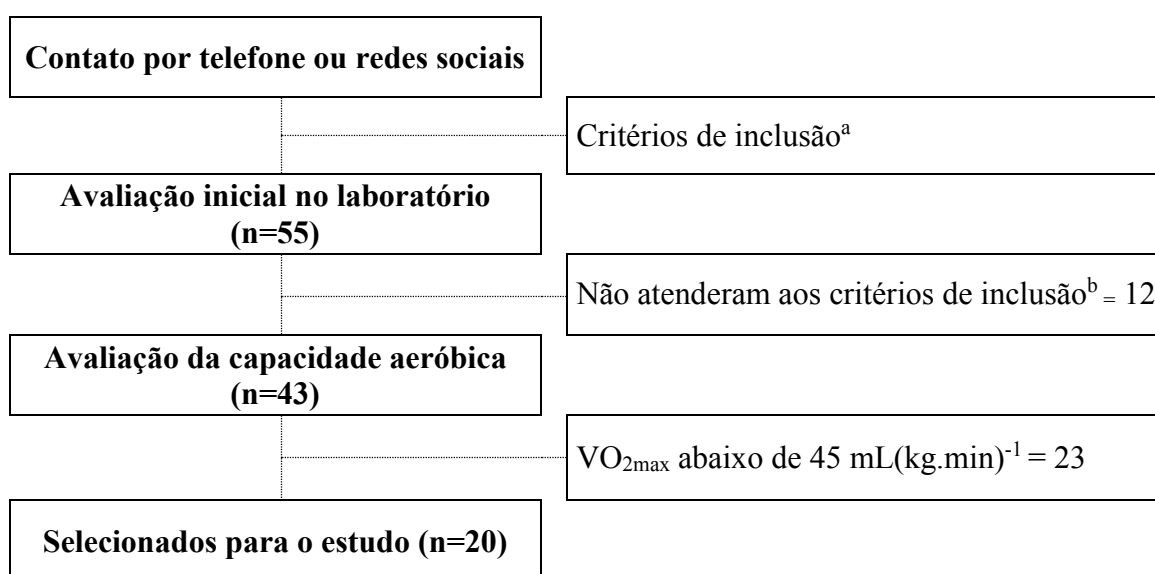 Contato por telefone ou redes sociais
Critérios de inclusãoᵃ
Avaliação inicial no laboratório
(n=55)
Não atenderam aos critérios de inclusãoᵇ = 12
Avaliação da capacidade aeróbica
(n=43)
VO₂ₘₐₓ abaixo de 45 mL(kg.min)⁻¹ = 23
Selecionados para o estudo (n=20)